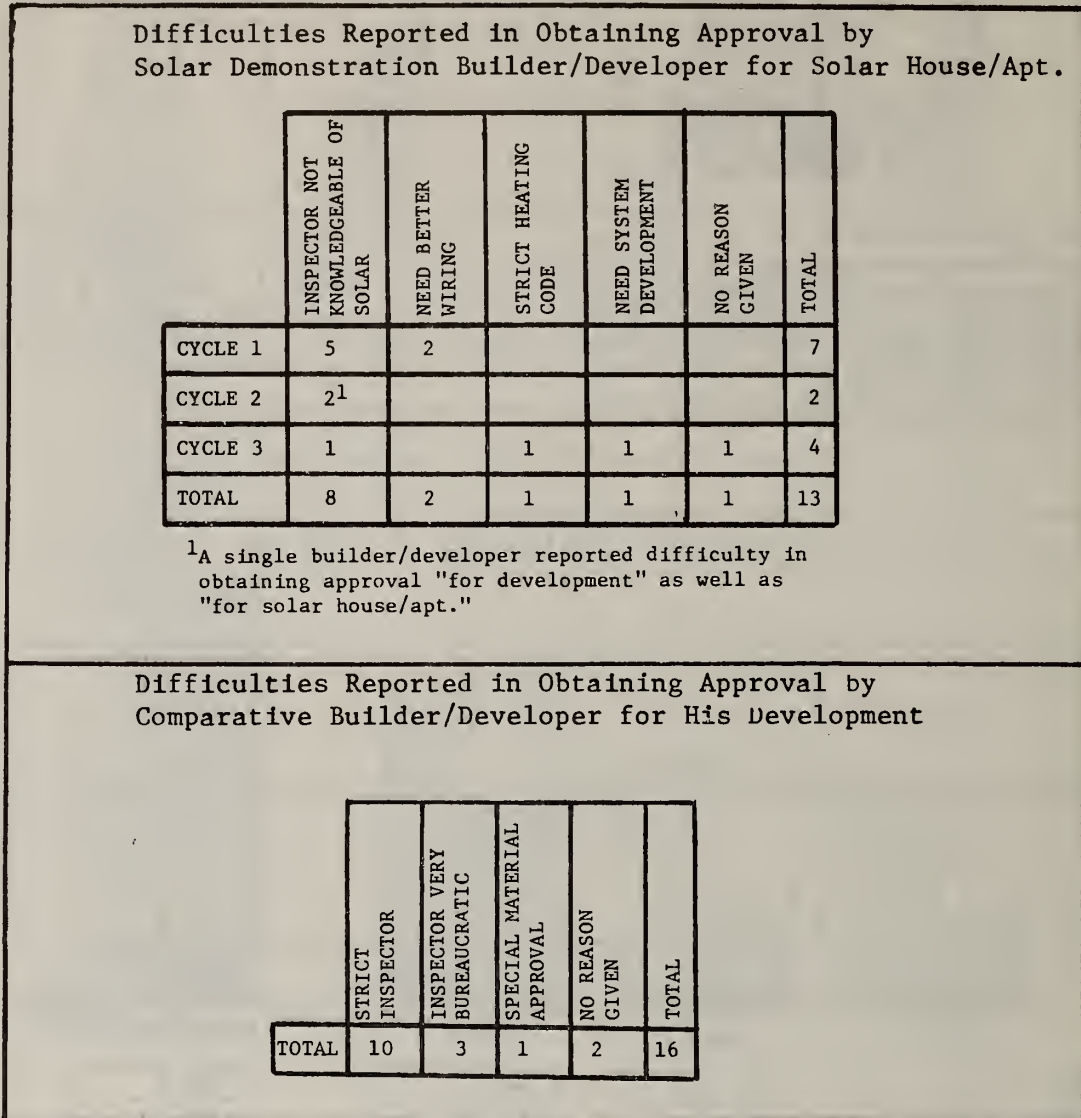 Difficulties Reported in Obtaining Approval by
Solar Demonstration Builder/Developer for Solar House/Apt.
INSPECTOR NOT
KNOWLEDGEABLE OF
SOLAR
NEED BETTER
WIRING
STRICT HEATING
CODE
NEED SYSTEM
DEVELOPMENT
NO REASON
GIVEN
TOTAL
CYCLE 1 5 2 7
CYCLE 2 2¹ 2
CYCLE 3 1 1 1 1 4
TOTAL 8 2 1 1 1 13
¹A single builder/developer reported difficulty in
obtaining approval "for development" as well as
"for solar house/apt."
Difficulties Reported in Obtaining Approval by
Comparative Builder/Developer for His Development
STRICT
INSPECTOR
INSPECTOR VERY
BUREAUCRATIC
SPECIAL MATERIAL
APPROVAL
NO REASON
GIVEN
TOTAL
TOTAL 10 3 1 2 16